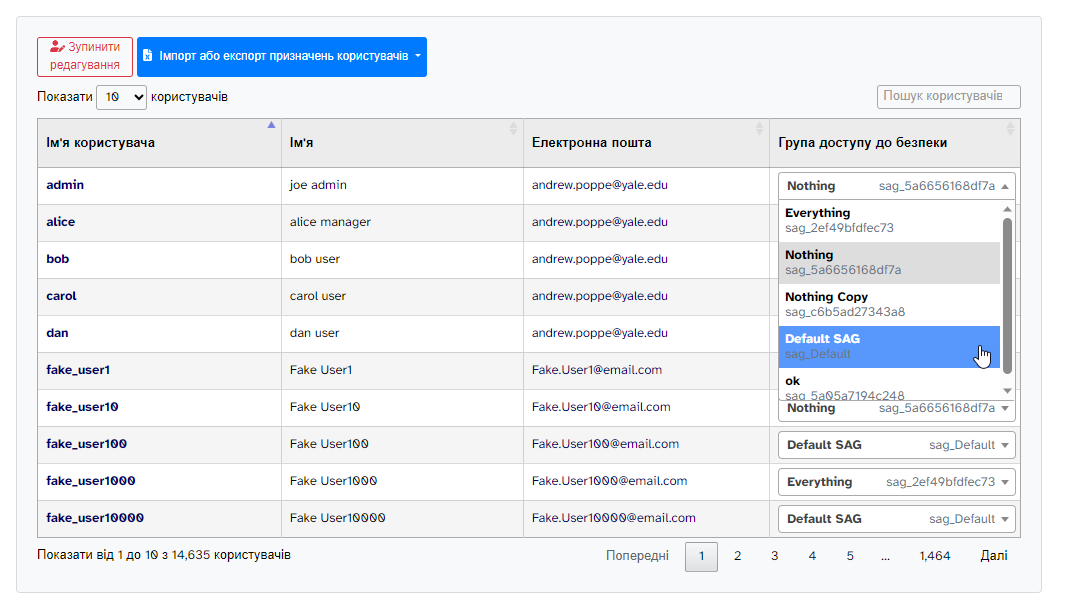 Зупинити
редагування
Імпорт або експорт призначень користувачів
Показати 10 користувачів
Пошук користувачів
Ім'я користувача Ім'я Електронна пошта Група доступу до безпеки
admin joe admin andrew.poppe@yale.edu Nothing sag_5a6656168df7a
alice alice manager andrew.poppe@yale.edu
bob bob user andrew.poppe@yale.edu
carol carol user andrew.poppe@yale.edu
dan dan user andrew.poppe@yale.edu
fake_user1 Fake User1 Fake.User1@email.com
Everything
sag_2ef49bfdfec73
Nothing
sag_5a6656168df7a
Nothing Copy
sag_c6b5ad27343a8
Default SAG
sag_Default
ok
sag_5a05a7194c248
fake_user10 Fake User10 Fake.User10@email.com Nothing sag_5a6656168df7a
fake_user100 Fake User100 Fake.User100@email.com Default SAG sag_Default
fake_user1000 Fake User1000 Fake.User1000@email.com Everything sag_2ef49bfdfec73
fake_user10000 Fake User10000 Fake.User10000@email.com Default SAG sag_Default
Показати від 1 до 10 з 14,635 користувачів
Попередні 1 2 3 4 5 ... 1,464 Далі